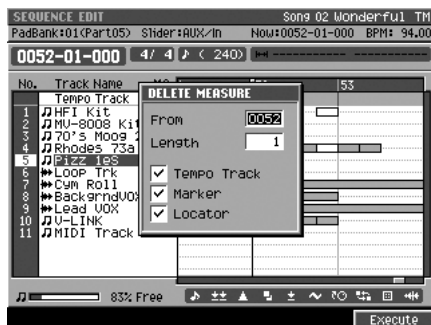 SEQUENCE EDIT Song 02 Wonderful TM
PadBank:01(Part05) Slider:AUX/In Now:0052-01-000 BPM: 94.00
0052-01-000 4/ 4 ♪ ( 240)
No. Track Name 53
Tempo Track
1 HFI Kit
2 MV-8008 Kit
3 70's Moog
4 Rhodes 73a
5 Pizz 1eS
6 Loop Trk
7 Cym Roll
8 BackgrndVOX
9 Lead VOX
10 V-LINK
11 MIDI Track
DELETE MEASURE
From 0052
Length 1
Tempo Track
Marker
Locator
83% Free
Execute